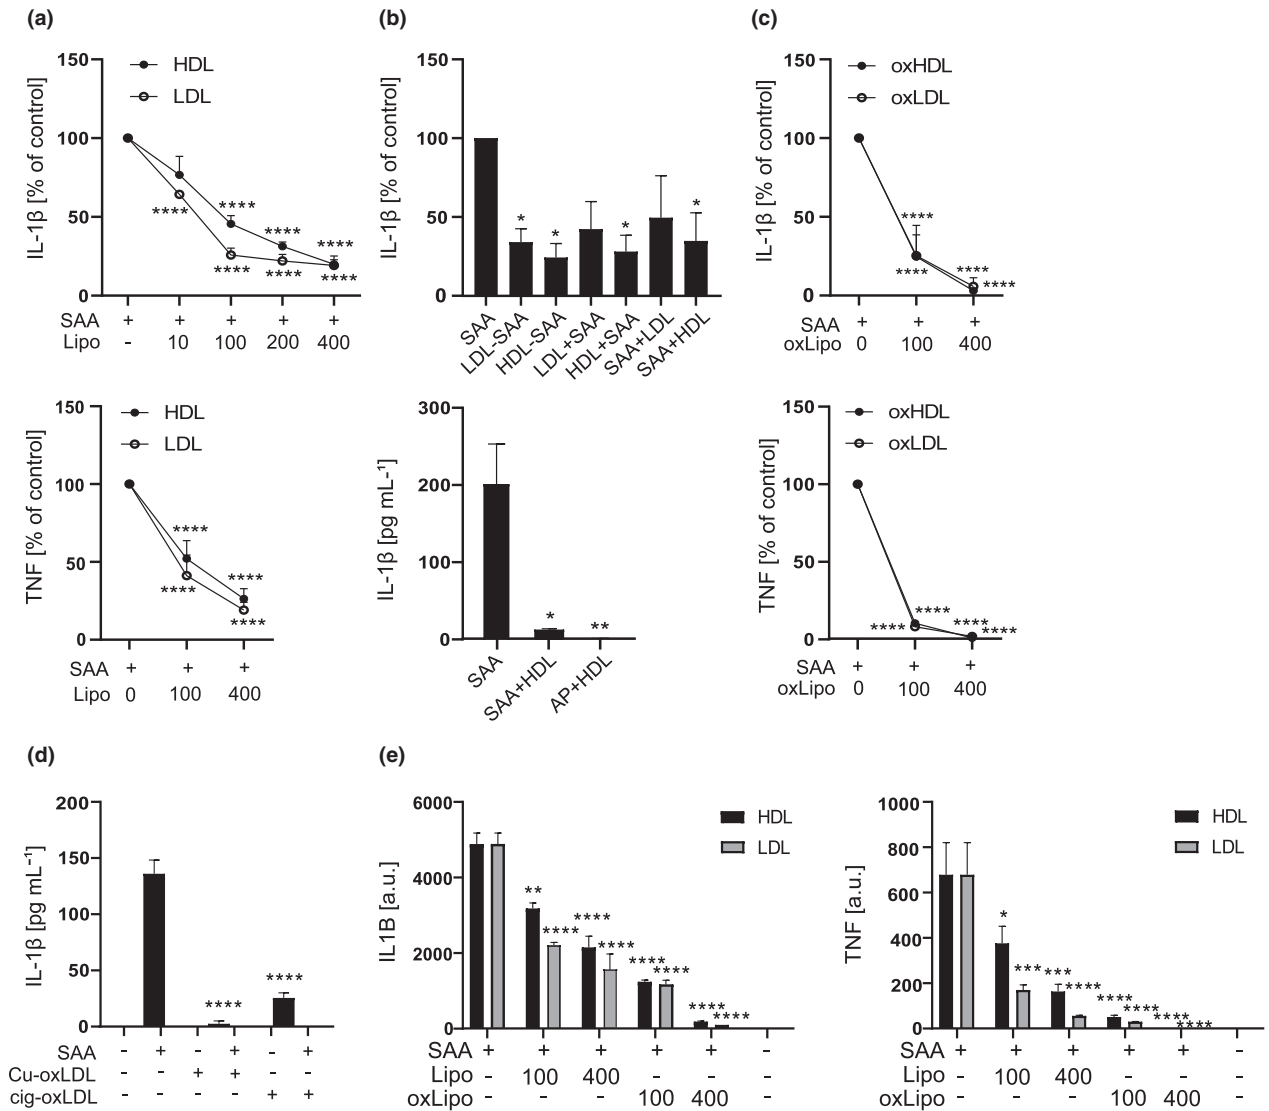 (a)
150
100
50
0
IL-1β [% of control]
HDL
LDL
****
****
****
****
****
****
****
SAA + + + + +
Lipo - 10 100 200 400
150
100
50
0
TNF [% of control]
HDL
LDL
****
****
****
****
SAA + + +
Lipo 0 100 400
(b)
150
100
50
0
IL-1β [% of control]
* * * *
SAA
LDL-SAA
HDL-SAA
LDL+SAA
HDL+SAA
SAA+LDL
SAA+HDL
300
200
100
0
IL-1β [pg mL⁻¹]
* **
SAA
SAA+HDL
AP+HDL
(c)
150
100
50
0
IL-1β [% of control]
oxHDL
oxLDL
****
****
****
****
SAA + + +
oxLipo 0 100 400
150
100
50
0
TNF [% of control]
oxHDL
oxLDL
****
****
****
****
SAA + + +
oxLipo 0 100 400
(d)
200
150
100
50
0
IL-1β [pg mL⁻¹]
****
****
SAA - + - + - +
Cu-oxLDL - - + + - -
cig-oxLDL - - - - + +
(e)
6000
4000
2000
0
IL1B [a.u.]
HDL
LDL
**
****
****
****
****
****
****
****
SAA + + + + + -
Lipo - 100 400 - - -
oxLipo - - - 100 400 -
1000
800
600
400
200
0
TNF [a.u.]
HDL
LDL
*
***
***
****
****
****
****
****
SAA + + + + + -
Lipo - 100 400 - - -
oxLipo - - - 100 400 -